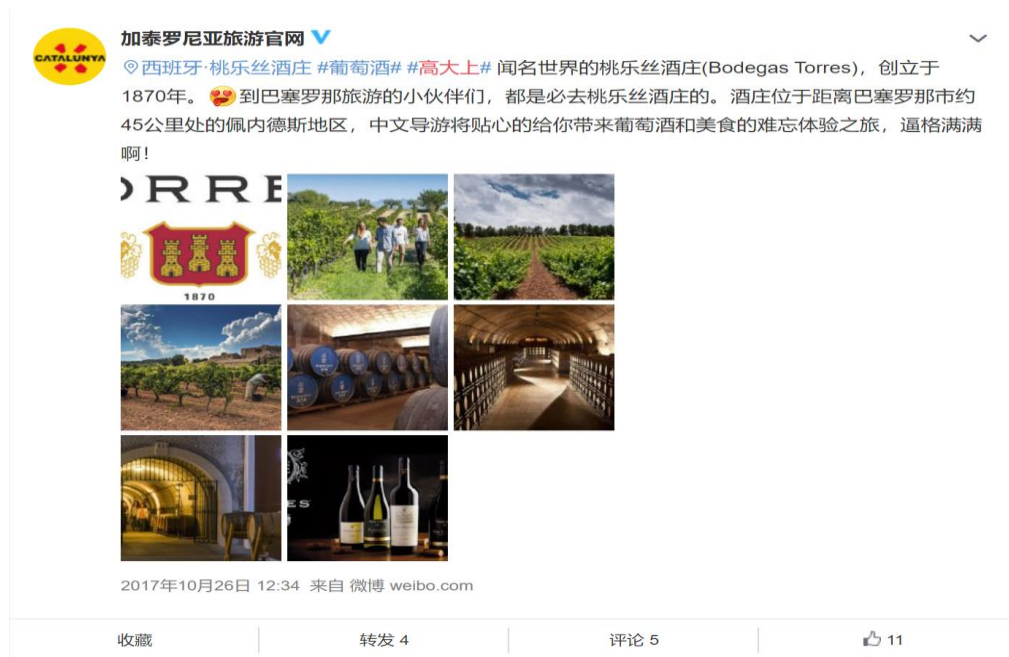 加泰罗尼亚旅游官网
CATALUNYA
西班牙·桃乐丝酒庄 #葡萄酒# #高大上# 闻名世界的桃乐丝酒庄(Bodegas Torres)，创立于
1870年。到巴塞罗那旅游的小伙伴们，都是必去桃乐丝酒庄的。酒庄位于距离巴塞罗那市约
45公里处的佩内德斯地区，中文导游将贴心的给你带来葡萄酒和美食的难忘体验之旅，逼格满满
啊！
ORRE
1870
ES
2017年10月26日 12:34 来自 微博 weibo.com
收藏
转发 4
评论 5
11